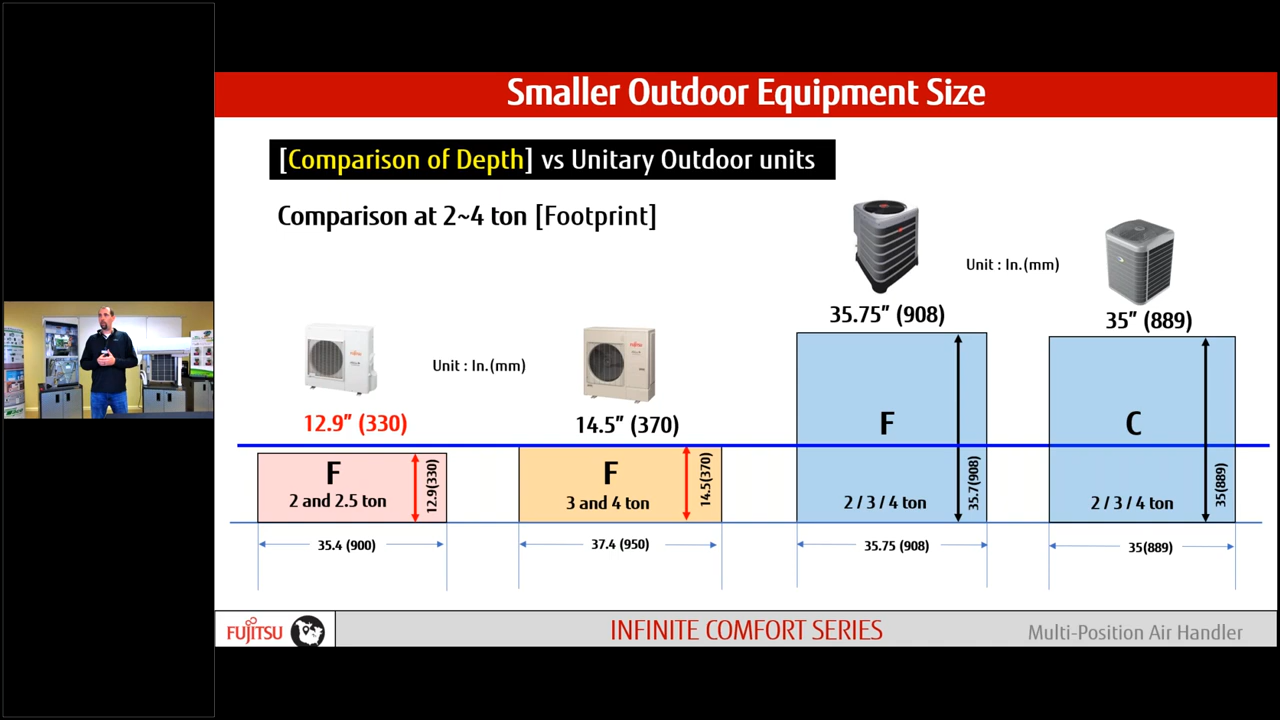 Smaller Outdoor Equipment Size
[Comparison of Depth] vs Unitary Outdoor units
Comparison at 2~4 ton [Footprint]
Unit : In.(mm)
35.75” (908)
35” (889)
Unit : In.(mm)
12.9” (330)
14.5” (370)
F
2 and 2.5 ton
12.9(330)
F
3 and 4 ton
14.5(370)
F
2 / 3 / 4 ton
35.7(908)
C
2 / 3 / 4 ton
35(889)
35.4 (900)
37.4 (950)
35.75 (908)
35(889)
FUJITSU
INFINITE COMFORT SERIES
Multi-Position Air Handler